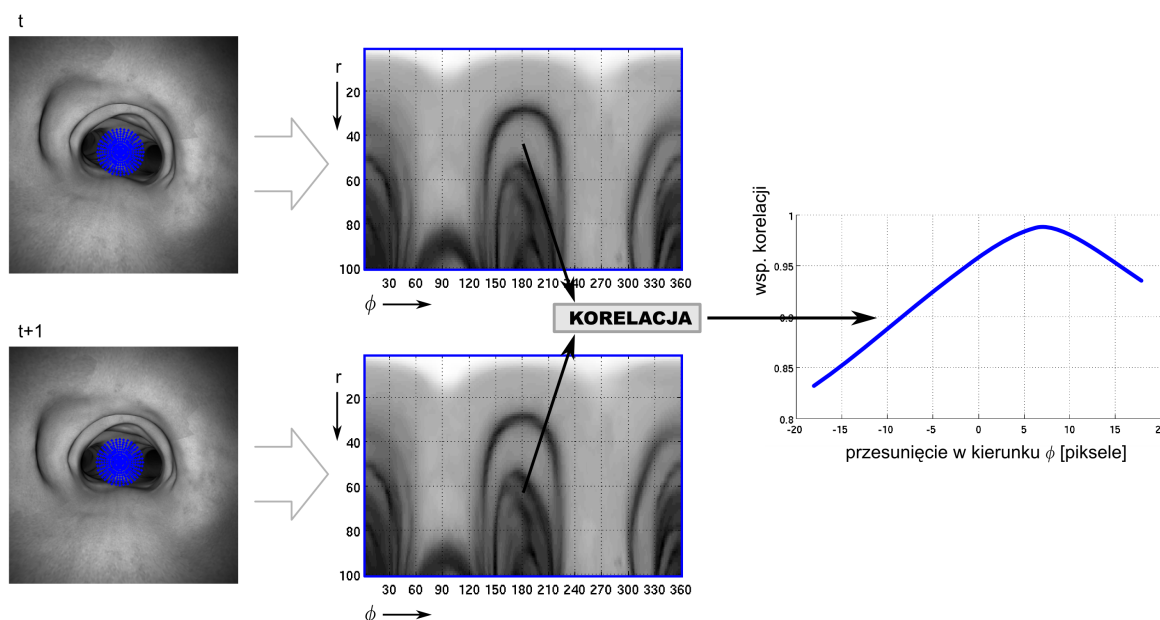 t
r
20
40
60
80
100
30 60 90 120 150 180 210 240 270 300 330 360
ϕ
KORELACJA
t+1
r
20
40
60
80
100
30 60 90 120 150 180 210 240 270 300 330 360
ϕ
wsp. korelacji
1
0.95
0.9
0.85
0.8
-20 -15 -10 -5 0 5 10 15 20
przesunięcie w kierunku ϕ [piksele]